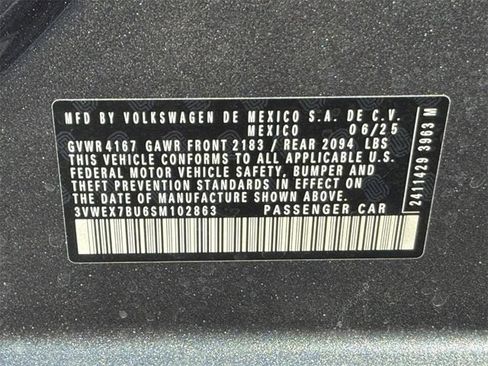 MFD BY VOLKSWAGEN DE MEXICO S.A. DE C.V.
MEXICO 06/25
GVWR 4167 GAWR FRONT 2183 / REAR 2094 LBS
THIS VEHICLE CONFORMS TO ALL APPLICABLE U.S.
FEDERAL MOTOR VEHICLE SAFETY, BUMPER AND
THEFT PREVENTION STANDARDS IN EFFECT ON
THE DATE OF MANUFACTURE SHOWN ABOVE.
3VWEX7BU6SM102863 PASSENGER CAR
2411429 3963 M